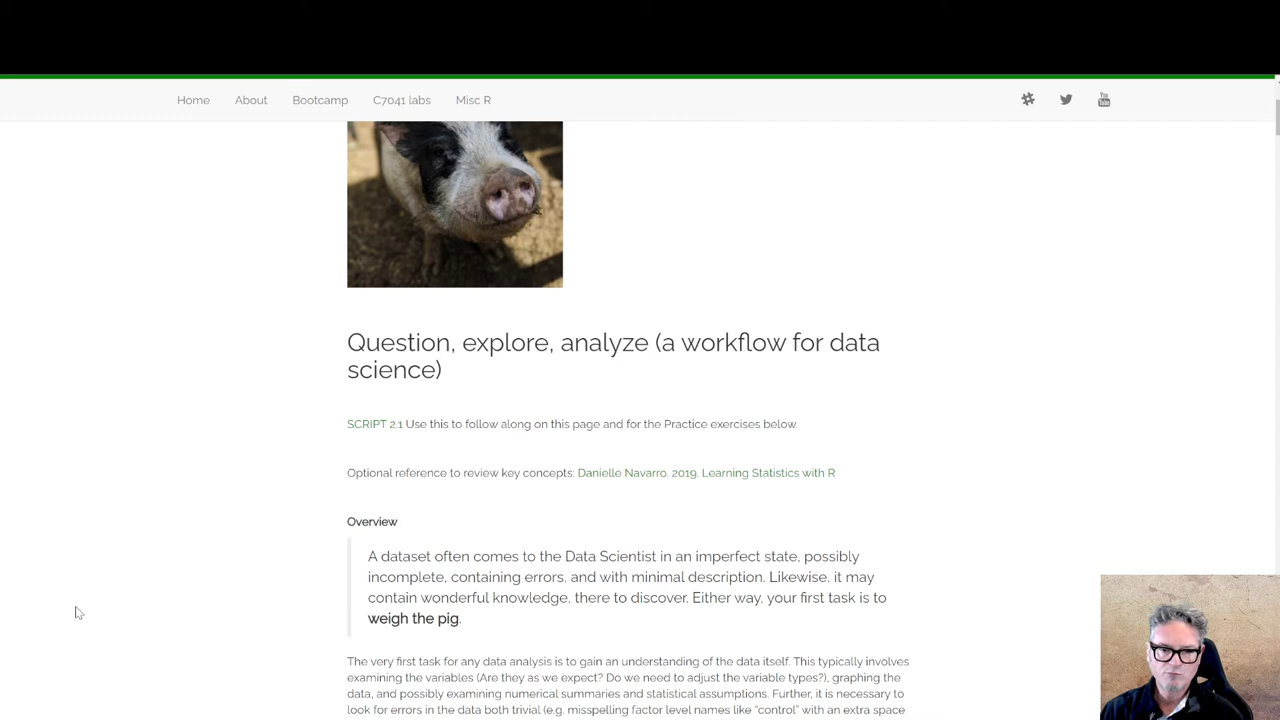 Home About Bootcamp C7041 labs Misc R
You
Tube
Question, explore, analyze (a workflow for data
science)
SCRIPT 2.1 Use this to follow along on this page and for the Practice exercises below.
Optional reference to review key concepts: Danielle Navarro. 2019. Learning Statistics with R
Overview
A dataset often comes to the Data Scientist in an imperfect state, possibly
incomplete, containing errors, and with minimal description. Likewise, it may
contain wonderful knowledge, there to discover. Either way, your first task is to
weigh the pig.
The very first task for any data analysis is to gain an understanding of the data itself. This typically involves
examining the variables (Are they as we expect? Do we need to adjust the variable types?), graphing the
data, and possibly examining numerical summaries and statistical assumptions. Further, it is necessary to
look for errors in the data both trivial (e.g. misspelling factor level names like "control" with an extra space